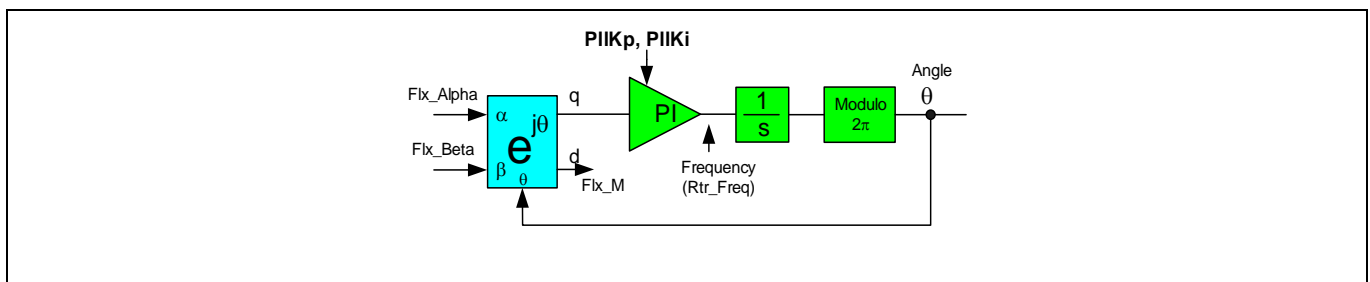 PllKp, PllKi
Flx_Alpha
Flx_Beta
α
β
θ
e
jθ
q
d
Flx_M
PI
Frequency
(Rtr_Freq)
1
s
Modulo
2π
Angle
θ